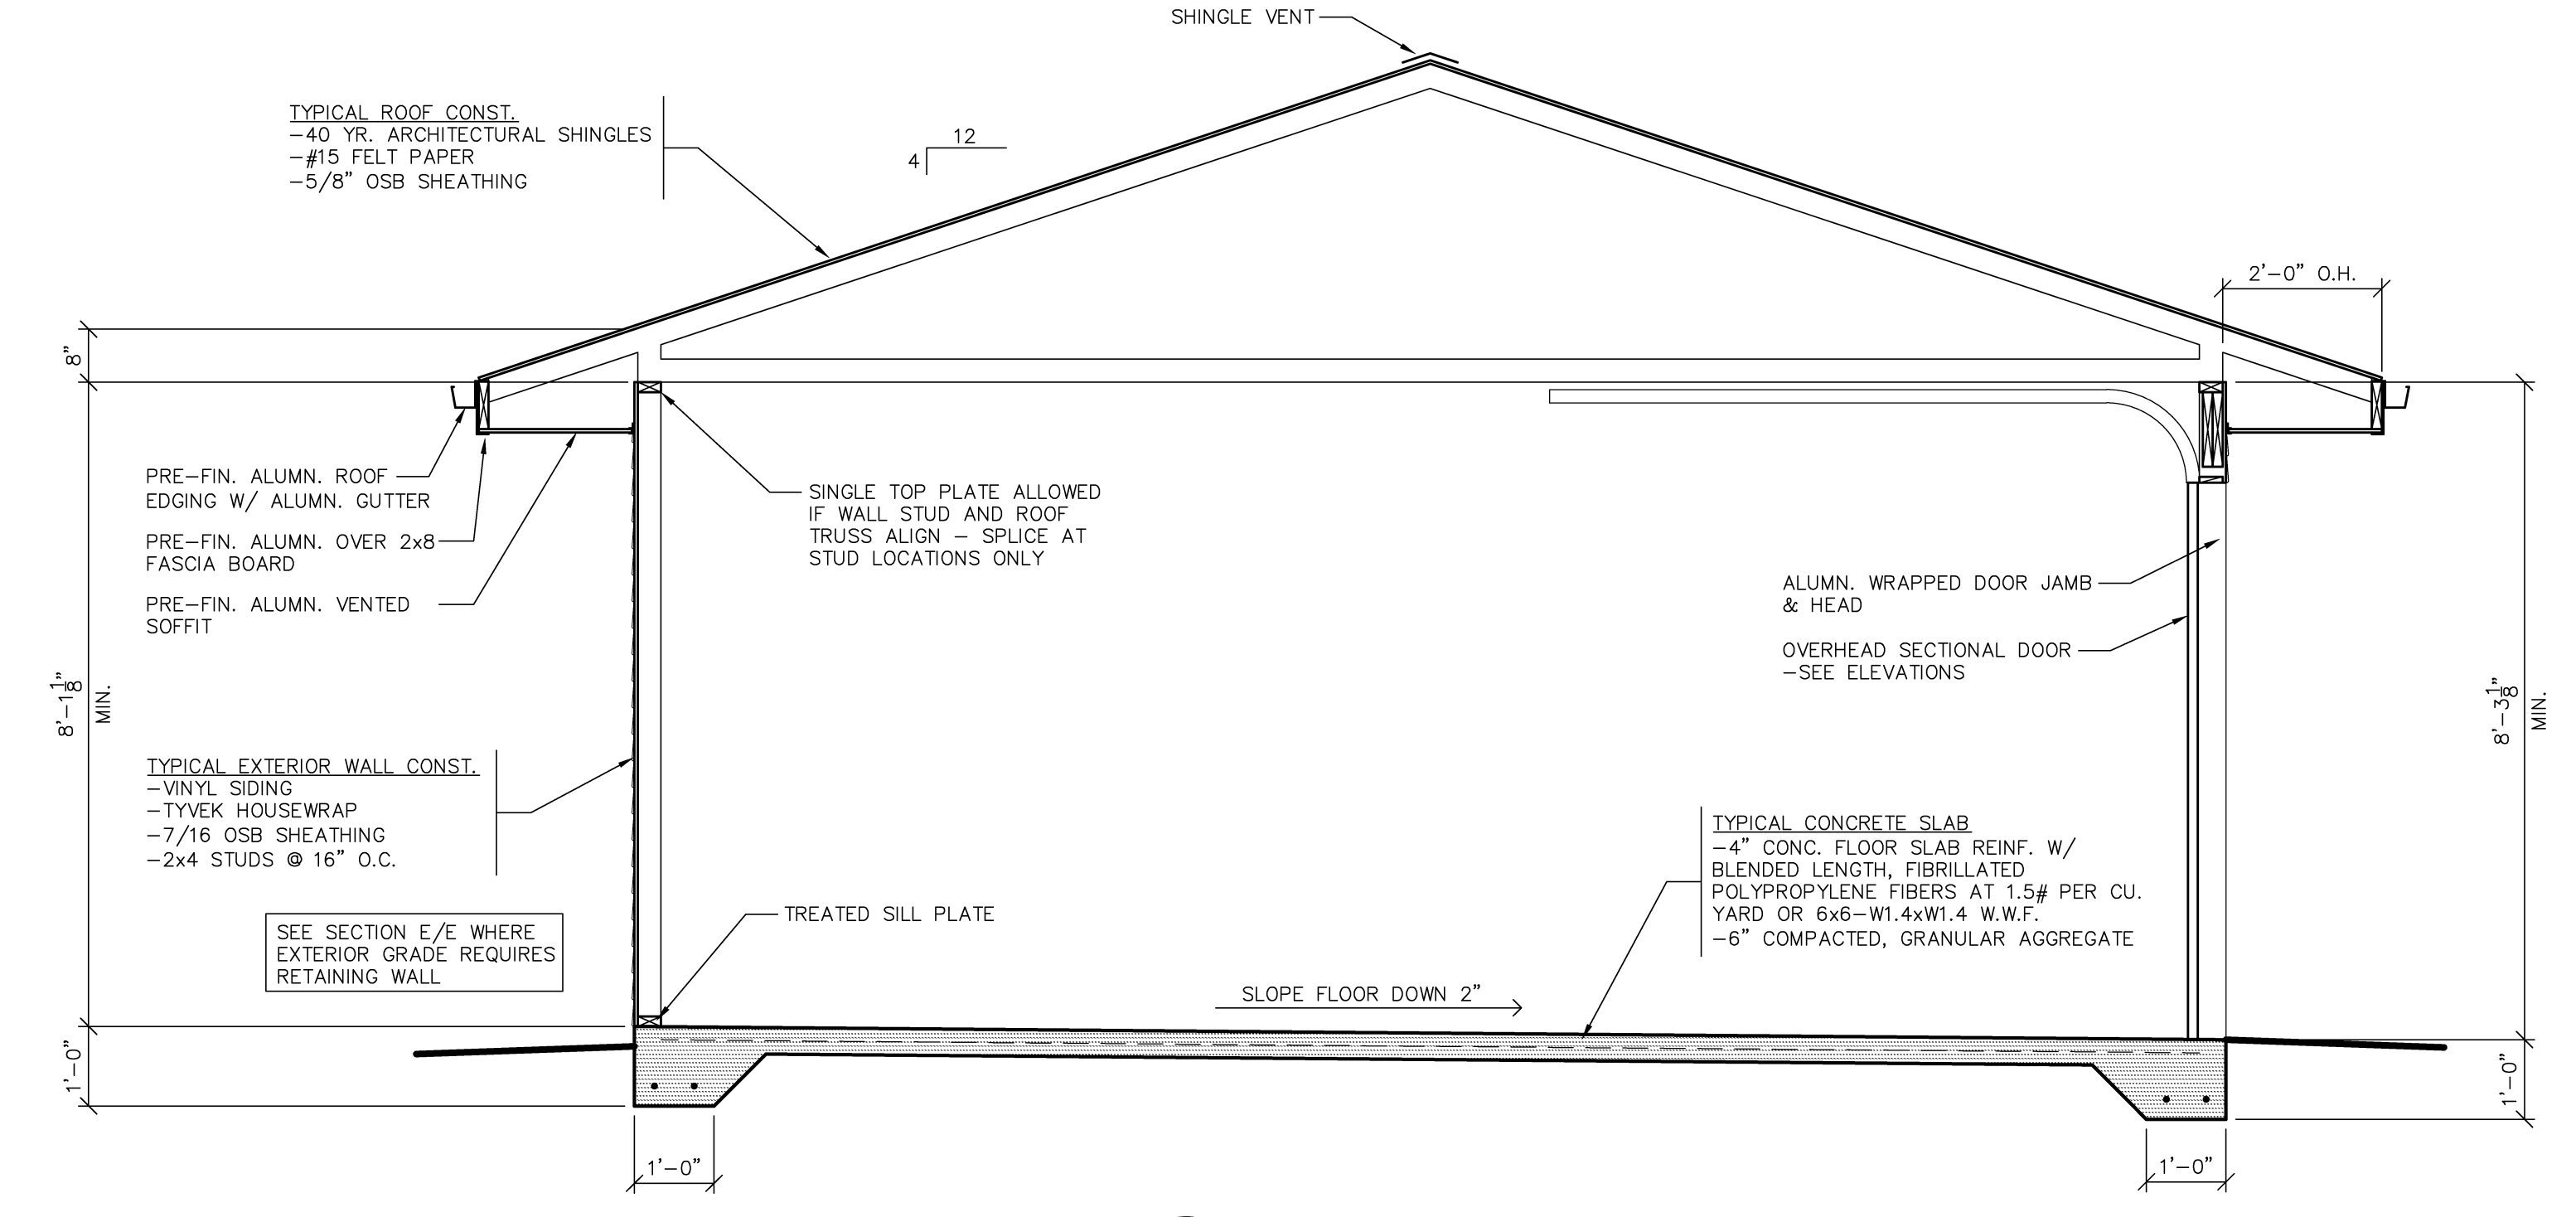 SHINGLE VENT
TYPICAL ROOF CONST.
-40 YR. ARCHITECTURAL SHINGLES
-#15 FELT PAPER
-5/8" OSB SHEATHING
12
4
2'-0" O.H.
8"
PRE-FIN. ALUMN. ROOF
EDGING W/ ALUMN. GUTTER
PRE-FIN. ALUMN. OVER 2x8
FASCIA BOARD
PRE-FIN. ALUMN. VENTED
SOFFIT
SINGLE TOP PLATE ALLOWED
IF WALL STUD AND ROOF
TRUSS ALIGN - SPLICE AT
STUD LOCATIONS ONLY
ALUMN. WRAPPED DOOR JAMB
& HEAD
OVERHEAD SECTIONAL DOOR
-SEE ELEVATIONS
8'-1 1/8"
MIN.
8'-3 1/8"
MIN.
TYPICAL EXTERIOR WALL CONST.
-VINYL SIDING
-TYVEK HOUSEWRAP
-7/16 OSB SHEATHING
-2x4 STUDS @ 16" O.C.
TYPICAL CONCRETE SLAB
-4" CONC. FLOOR SLAB REINF. W/
BLENDED LENGTH, FIBRILLATED
POLYPROPYLENE FIBERS AT 1.5# PER CU.
YARD OR 6x6-W1.4xW1.4 W.W.F.
-6" COMPACTED, GRANULAR AGGREGATE
TREATED SILL PLATE
SEE SECTION E/E WHERE
EXTERIOR GRADE REQUIRES
RETAINING WALL
SLOPE FLOOR DOWN 2"
1'-0"
1'-0"
1'-0"
1'-0"